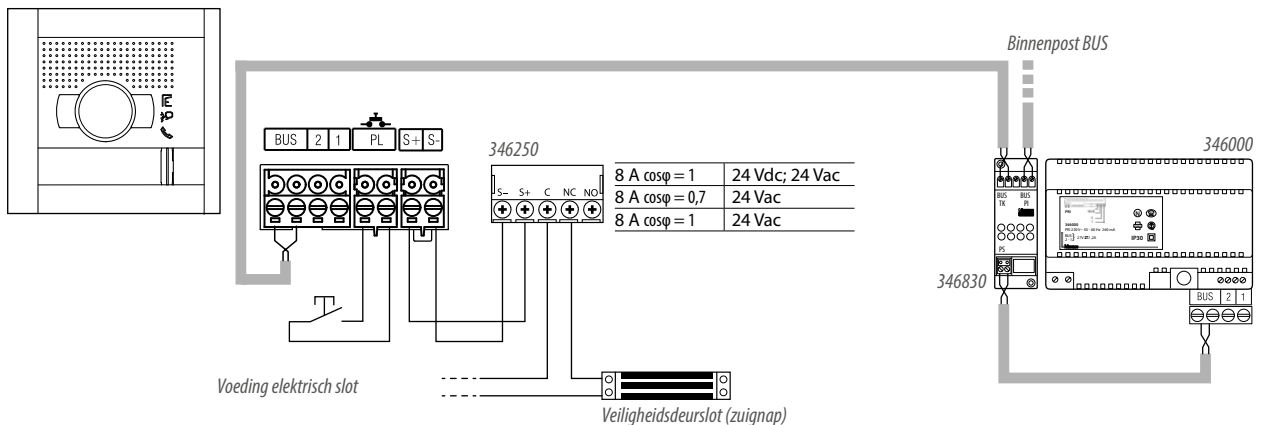 Binnenpost BUS
BUS 2 1 PL S+ S-
346250
S- S+ C NC NO
8 A cosφ = 1 24 Vdc; 24 Vac
8 A cosφ = 0,7 24 Vac
8 A cosφ = 1 24 Vac
346000
BUS BUS
TK PI
PS
346830
PRI
346000
IP30
BUS 2 1
Voeding elektrisch slot
Veiligheidsdeurslot (zuignap)